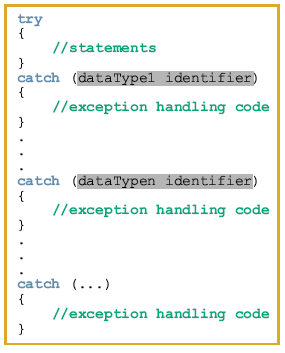 try
{
//statements
}
catch (dataType1 identifier)
{
//exception handling code
}
.
.
.
catch (dataTypen identifier)
{
//exception handling code
}
.
.
.
catch (...)
{
//exception handling code
}